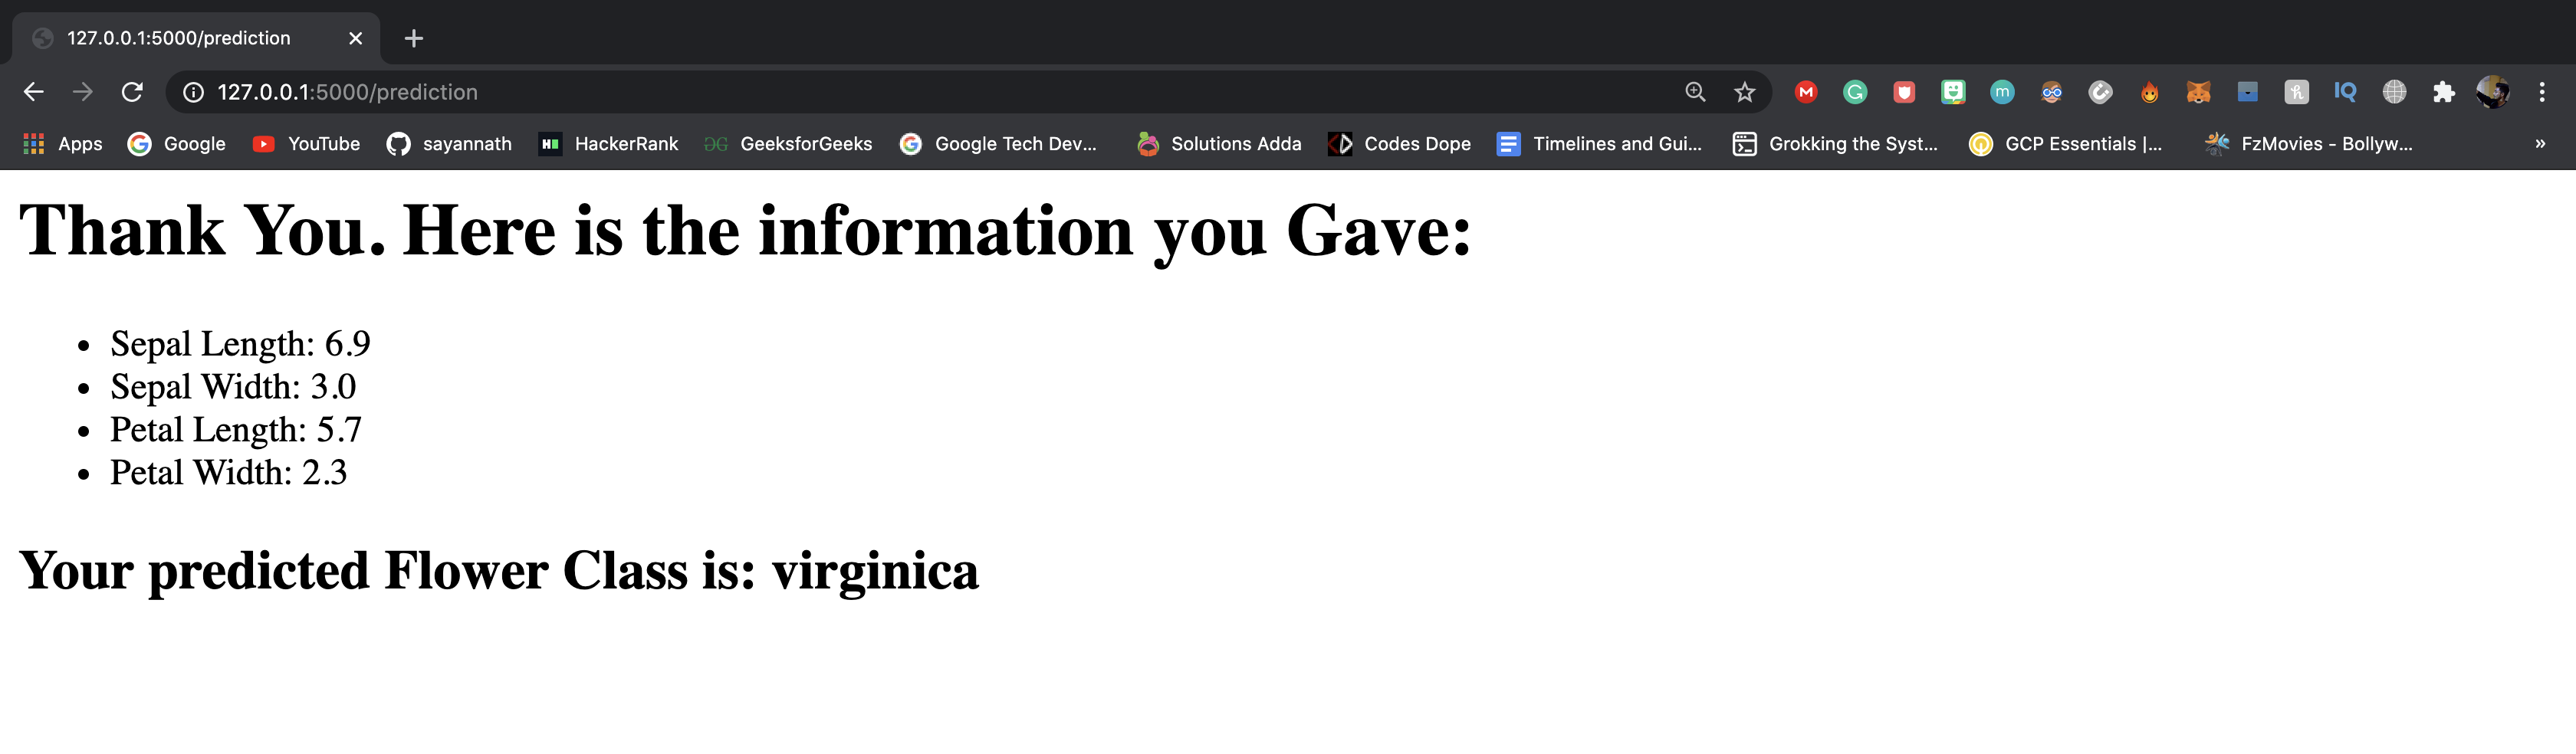 127.0.0.1:5000/prediction
127.0.0.1:5000/prediction
Apps Google YouTube sayannath HackerRank GeeksforGeeks Google Tech Dev... Solutions Adda Codes Dope Timelines and Gui... Grokking the Syst... GCP Essentials |... FzMovies - Bollyw... »
Thank You. Here is the information you Gave:
• Sepal Length: 6.9
• Sepal Width: 3.0
• Petal Length: 5.7
• Petal Width: 2.3
Your predicted Flower Class is: virginica